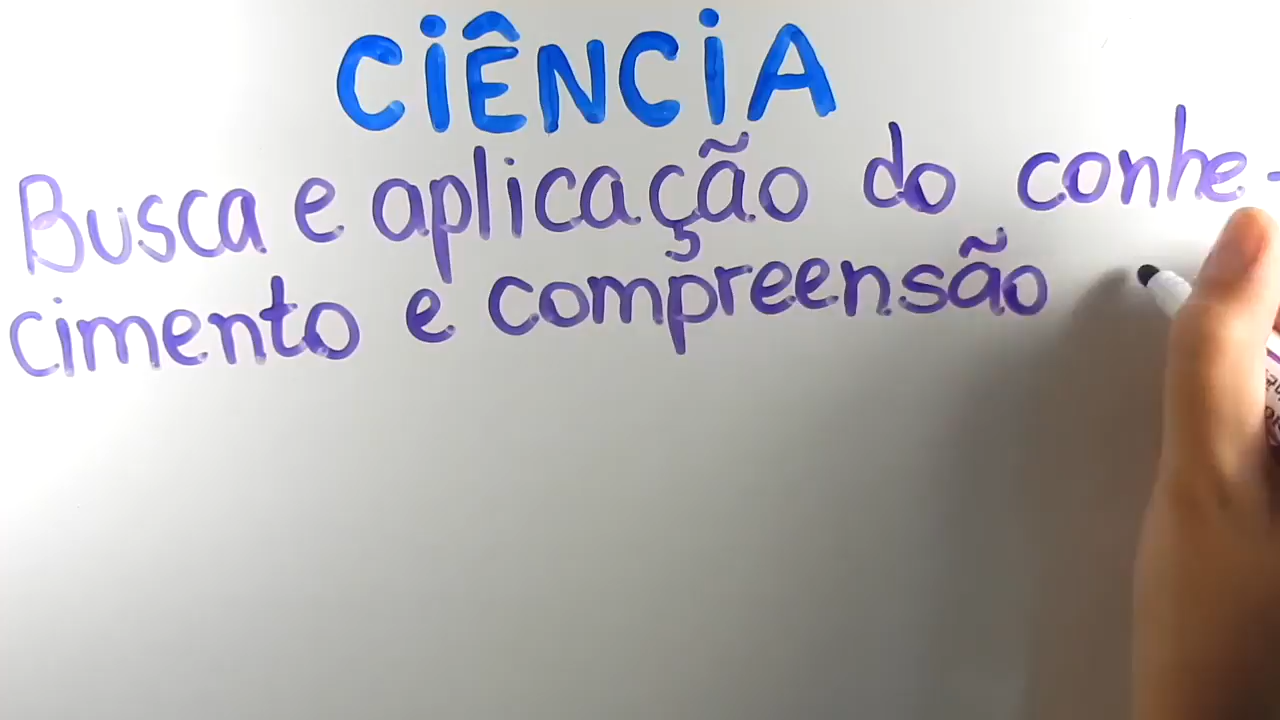 CIÊNCIA
Busca e aplicação do conhe-
cimento e compreensão